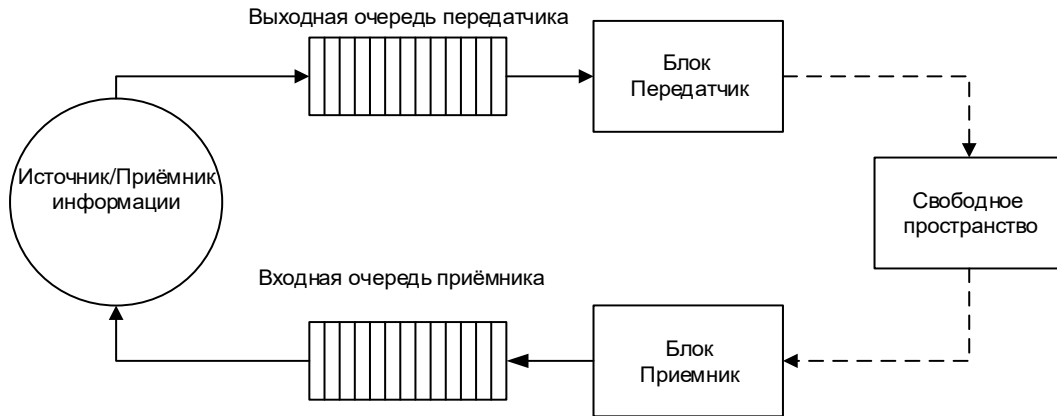 Выходная очередь передатчика
Блок
Передатчик
Источник/Приёмник
информации
Свободное
пространство
Входная очередь приёмника
Блок
Приемник